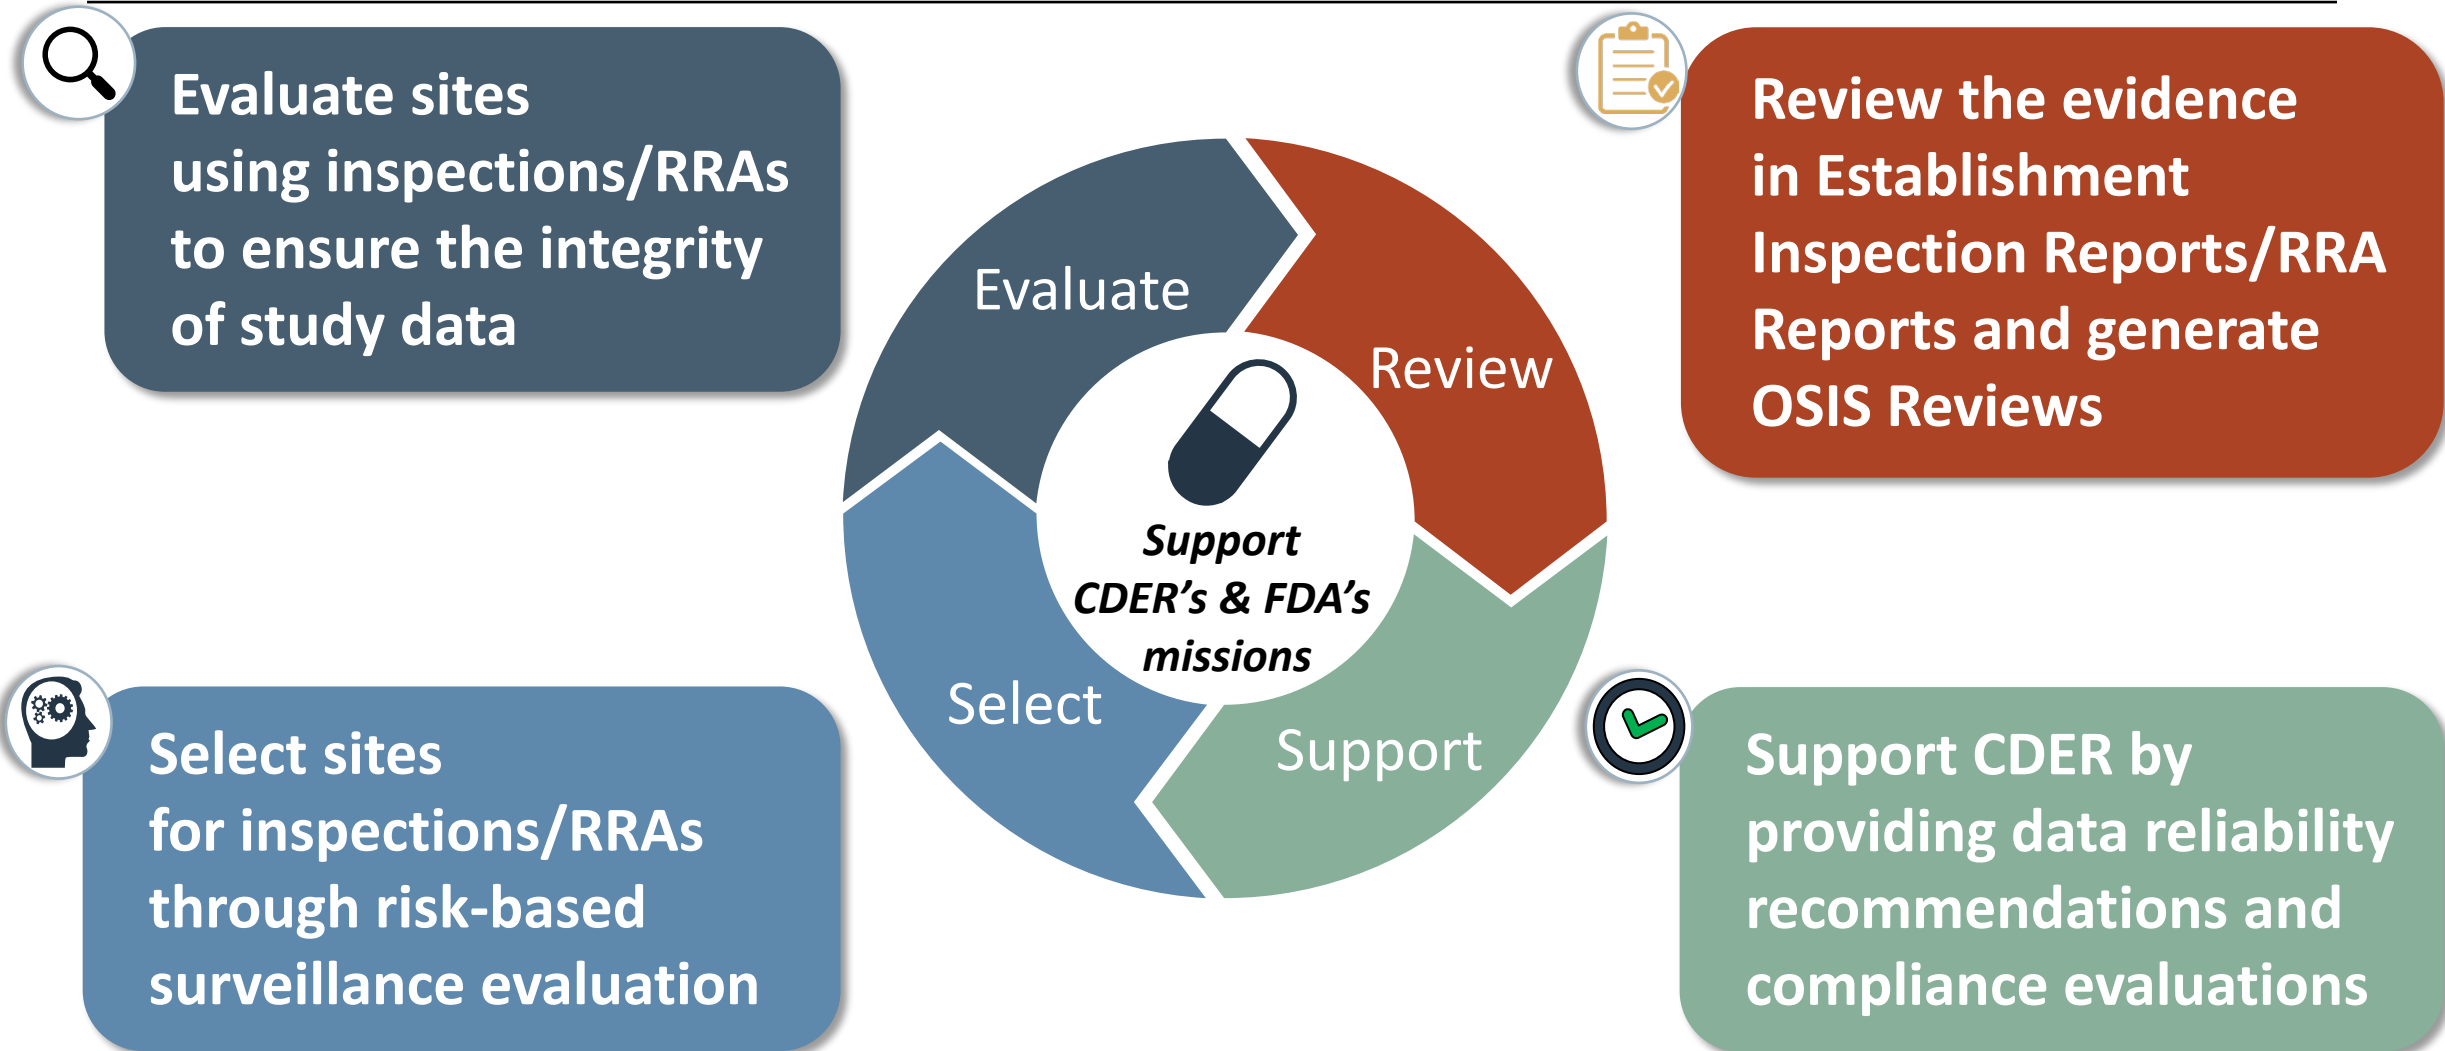 Evaluate sites
using inspections/RRAs
to ensure the integrity
of study data
Review the evidence
in Establishment
Inspection Reports/RRA
Reports and generate
OSIS Reviews
Evaluate
Review
Support
CDER’s & FDA’s
missions
Select
Support
Select sites
for inspections/RRAs
through risk-based
surveillance evaluation
Support CDER by
providing data reliability
recommendations and
compliance evaluations